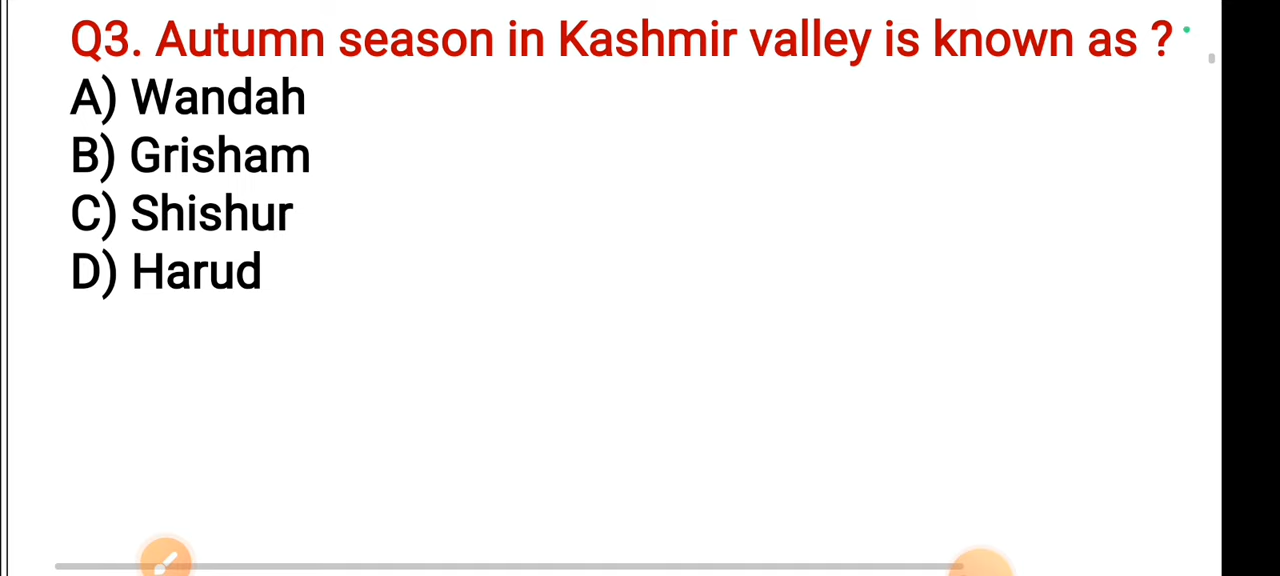 Q3. Autumn season in Kashmir valley is known as ?
A) Wandah
B) Grisham
C) Shishur
D) Harud